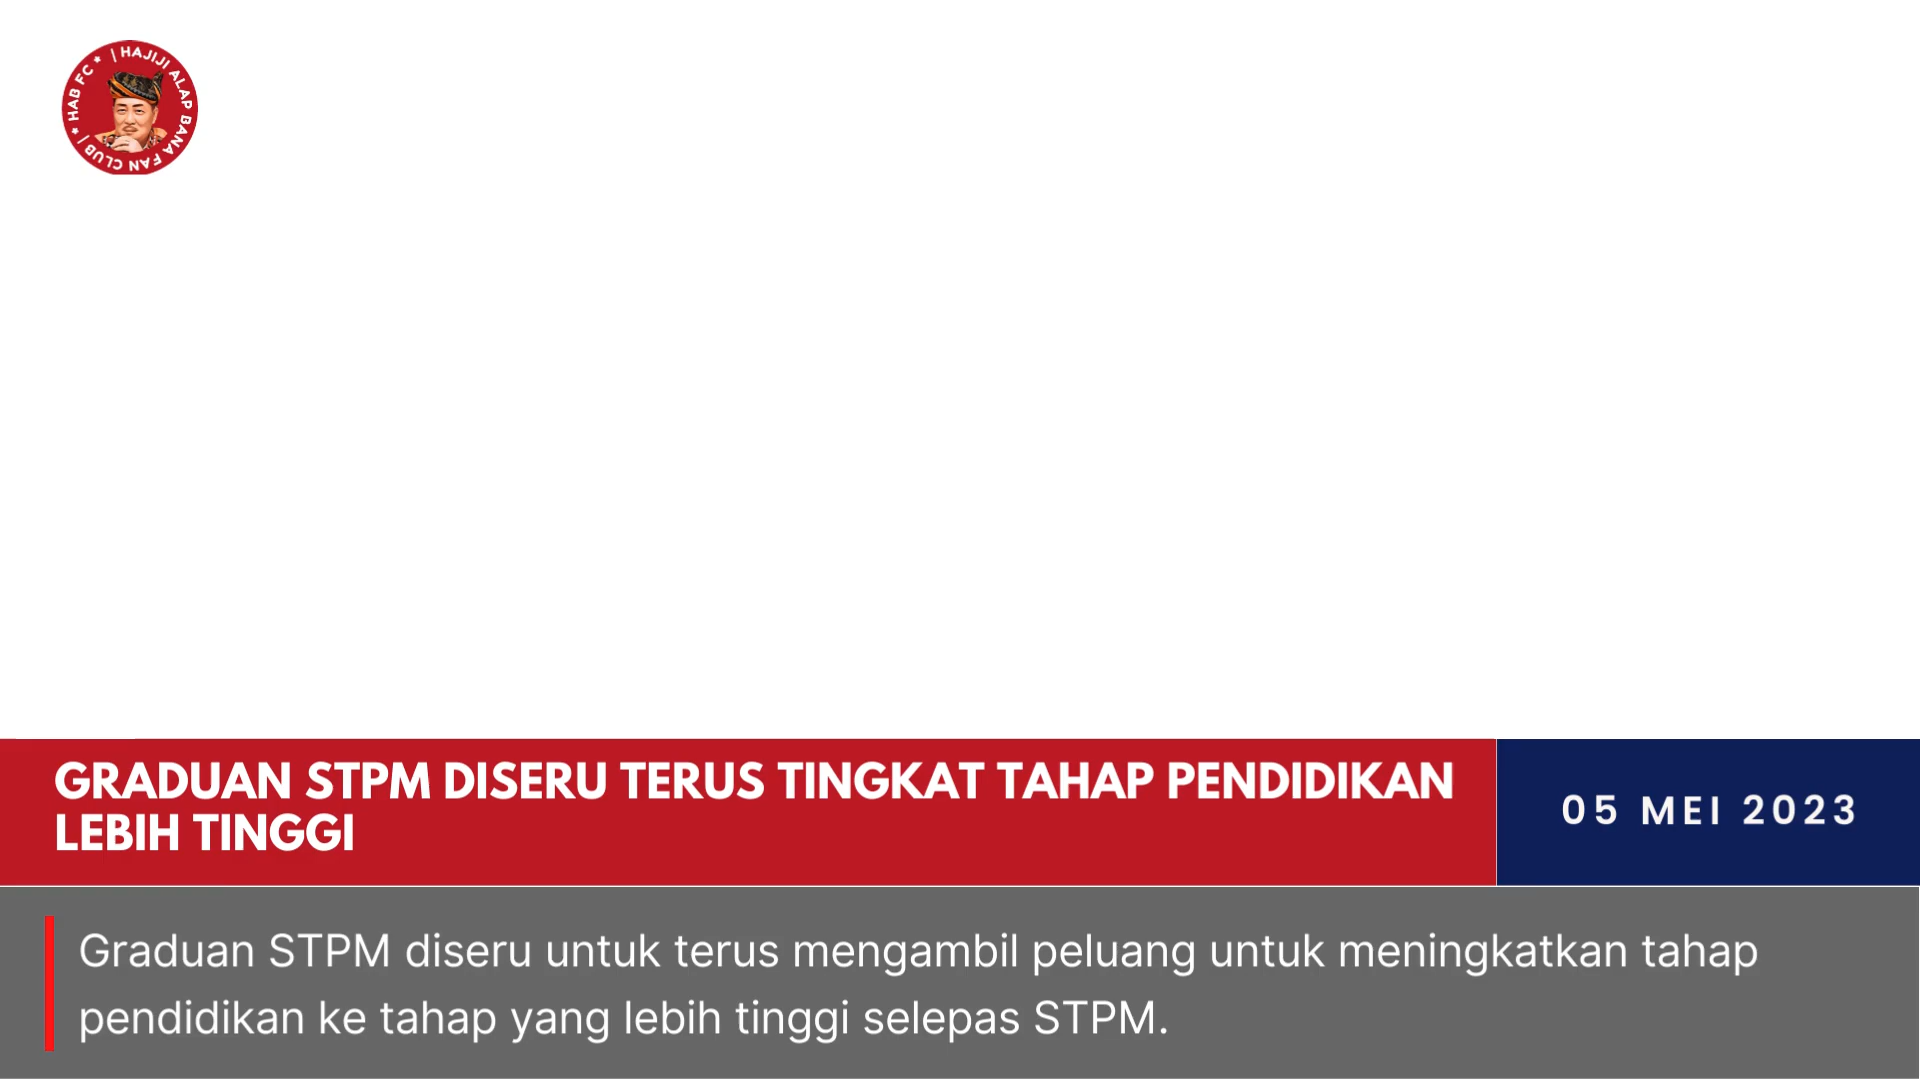 | HAJIJI ALAP BANA FAN CLUB | * HAB FC *
GRADUAN STPM DISERU TERUS TINGKAT TAHAP PENDIDIKAN
LEBIH TINGGI
05 MEI 2023
Graduan STPM diseru untuk terus mengambil peluang untuk meningkatkan tahap
pendidikan ke tahap yang lebih tinggi selepas STPM.